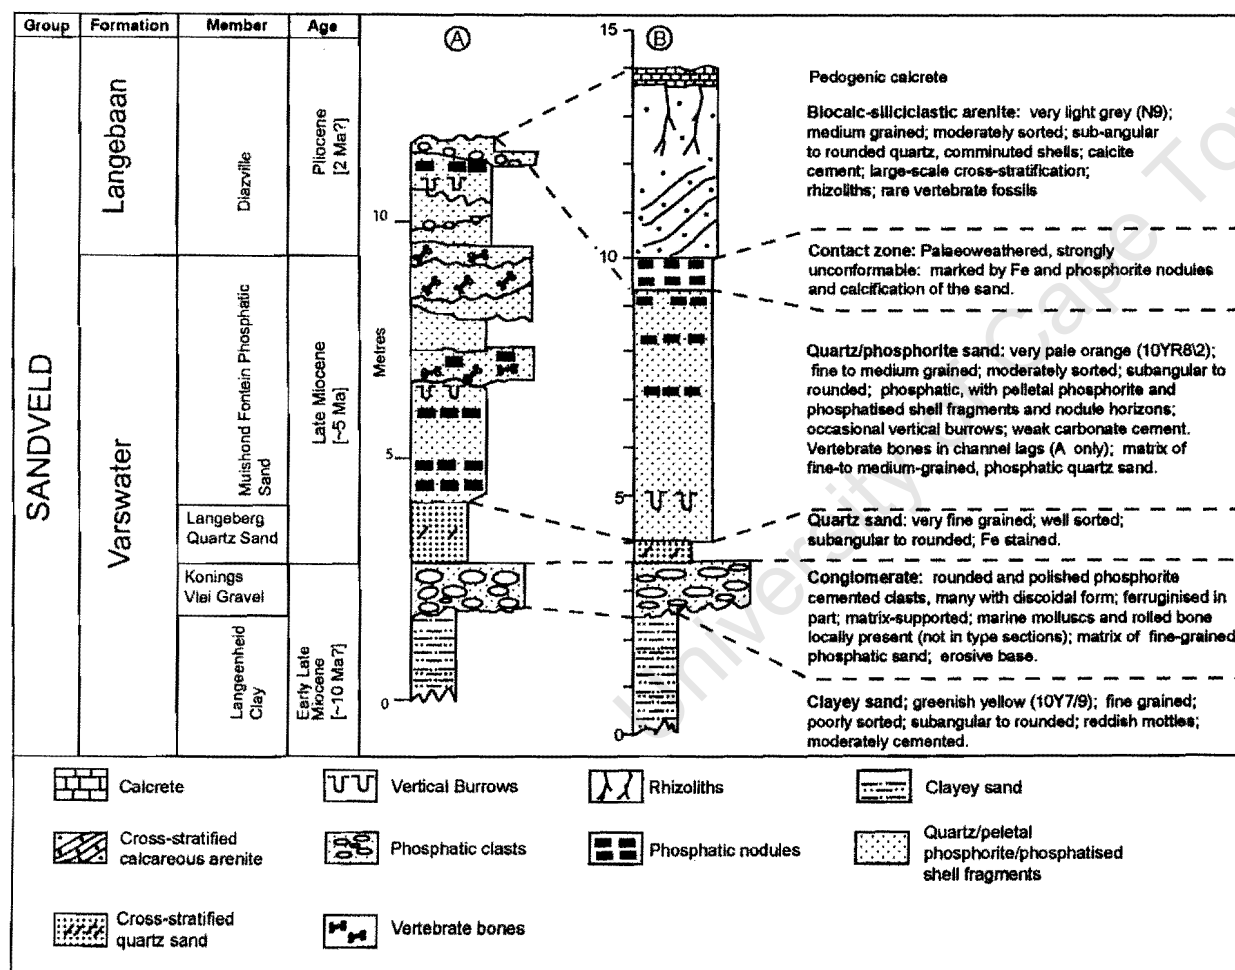 Group Formation Member Age
A
B
SANDVELD
Langebaan
Varswater
Diazville
Muishond Fontein Phosphatic
Sand
Langeberg
Quartz Sand
Konings
Vlei Gravel
Langeenheid
Clay
Pliocene
[2 Ma?]
Late Miocene
[~5 Ma]
Early Late
Miocene
[~10 Ma?]
Metres
10
5
0
15
10
5
0
Pedogenic calcrete
Biocalc-siliciclastic arenite: very light grey (N9);
medium grained; moderately sorted; sub-angular
to rounded quartz, comminuted shells; calcite
cement; large-scale cross-stratification;
rhizoliths; rare vertebrate fossils
Contact zone: Palaeoweathered, strongly
unconformable: marked by Fe and phosphorite nodules
and calcification of the sand.
Quartz/phosphorite sand: very pale orange (10YR8\2);
fine to medium grained; moderately sorted; subangular to
rounded; phosphatic, with pelletal phosphorite and
phosphatised shell fragments and nodule horizons;
occasional vertical burrows; weak carbonate cement.
Vertebrate bones in channel lags (A only); matrix of
fine-to medium-grained, phosphatic quartz sand.
Quartz sand: very fine grained; well sorted;
subangular to rounded; Fe stained.
Conglomerate: rounded and polished phosphorite
cemented clasts, many with discoidal form; ferruginised in
part; matrix-supported; marine molluscs and rolled bone
locally present (not in type sections); matrix of fine-grained
phosphatic sand; erosive base.
Clayey sand; greenish yellow (10Y7/9); fine grained;
poorly sorted; subangular to rounded; reddish mottles;
moderately cemented.
Calcrete
Vertical Burrows
Rhizoliths
Clayey sand
Cross-stratified
calcareous arenite
Phosphatic clasts
Phosphatic nodules
Quartz/peletal
phosphorite/phosphatised
shell fragments
Cross-stratified
quartz sand
Vertebrate bones
University of Cape To